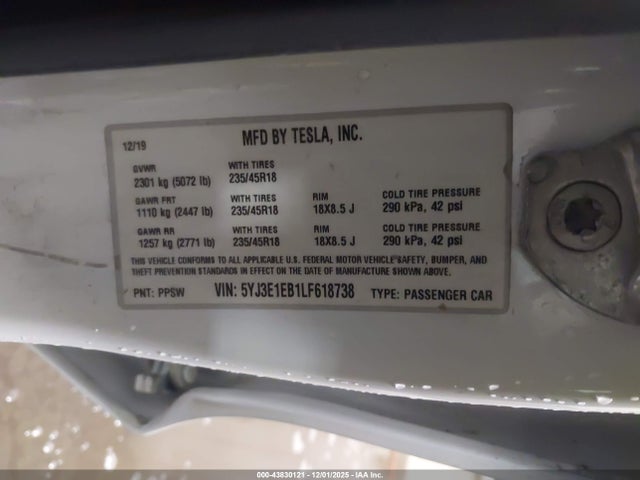 12/19 MFD BY TESLA, INC.
GVWR WITH TIRES
2301 kg (5072 lb) 235/45R18
GAWR FRT WITH TIRES RIM COLD TIRE PRESSURE
1110 kg (2447 lb) 235/45R18 18X8.5 J 290 kPa, 42 psi
GAWR RR WITH TIRES RIM COLD TIRE PRESSURE
1257 kg (2771 lb) 235/45R18 18X8.5 J 290 kPa, 42 psi
THIS VEHICLE CONFORMS TO ALL APPLICABLE U.S. FEDERAL MOTOR VEHICLE SAFETY, BUMPER, AND
THEFT PREVENTION STANDARDS IN EFFECT ON THE DATE OF MANUFACTURE SHOWN ABOVE.
PNT: PPSW VIN: 5YJ3E1EB1LF618738 TYPE: PASSENGER CAR
000-43830121 - 12/01/2025 - IAA Inc.